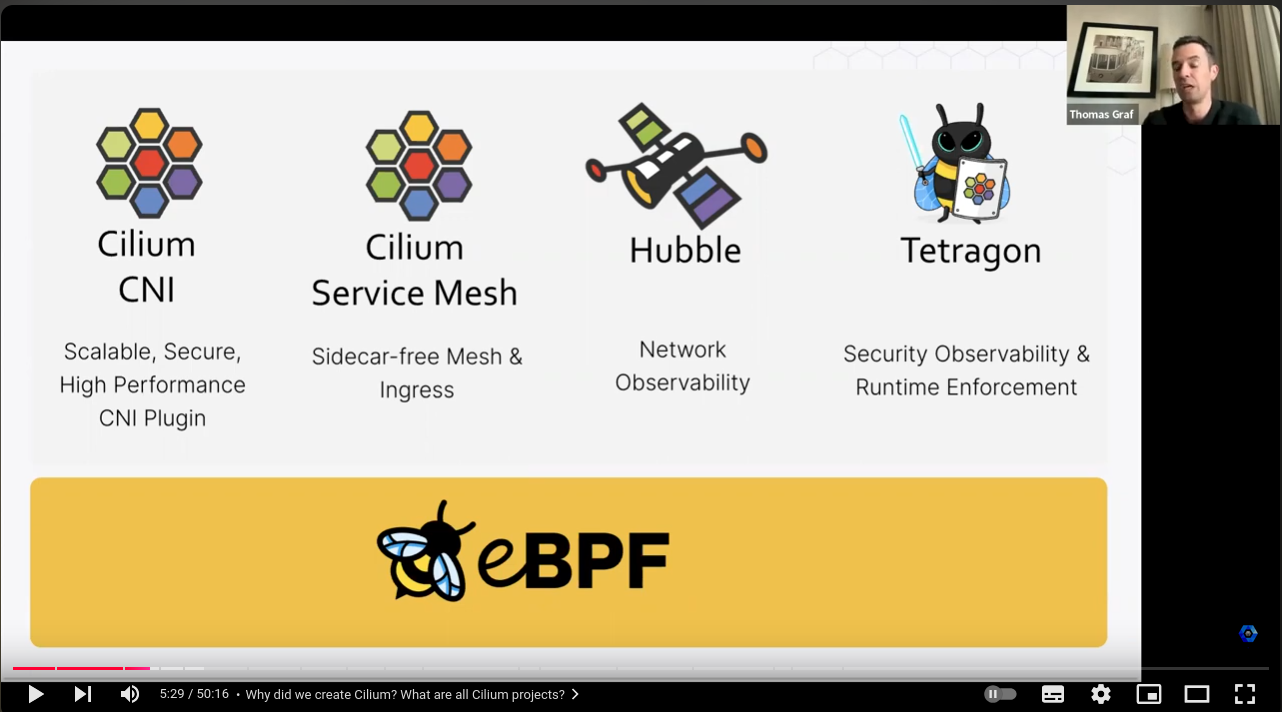 Thomas Graf
Cilium
CNI
Scalable, Secure,
High Performance
CNI Plugin
Cilium
Service Mesh
Sidecar-free Mesh &
Ingress
Hubble
Network
Observability
Tetragon
Security Observability &
Runtime Enforcement
eBPF
5:29 / 50:16 • Why did we create Cilium? What are all Cilium projects?